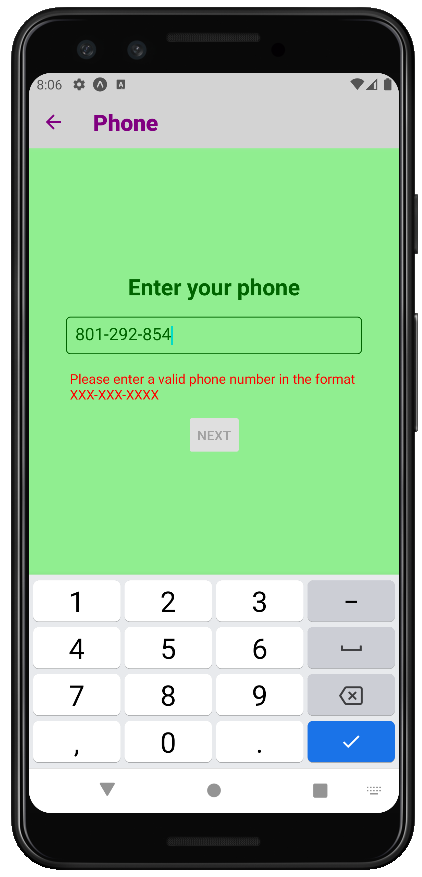 8:06
Phone
Enter your phone
801-292-854
Please enter a valid phone number in the format
XXX-XXX-XXXX
NEXT
1 2 3 –
4 5 6
7 8 9
, 0 .